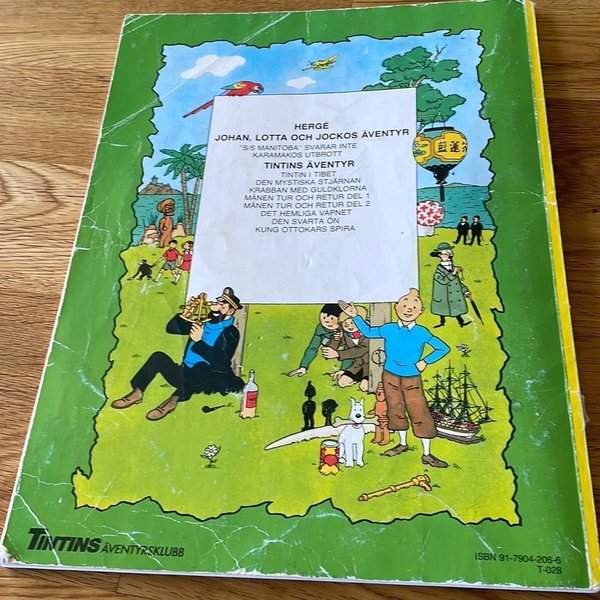 HERGÉ
JOHAN, LOTTA OCH JOCKOS ÄVENTYR
"S/S MANITOBA" SVARAR INTE
KARAMAKOS UTBROTT
TINTINS ÄVENTYR
TINTIN I TIBET
DEN MYSTISKA STJÄRNAN
KRABBAN MED GULDKLORNA
MÅNEN TUR OCH RETUR DEL 1
MÅNEN TUR OCH RETUR DEL 2
DET HEMLIGA VAPNET
DEN SVARTA ÖN
KUNG OTTOKARS SPIRA
TINTINS ÄVENTYRSKLUBB
ISBN 91-7904-206-6
T-028